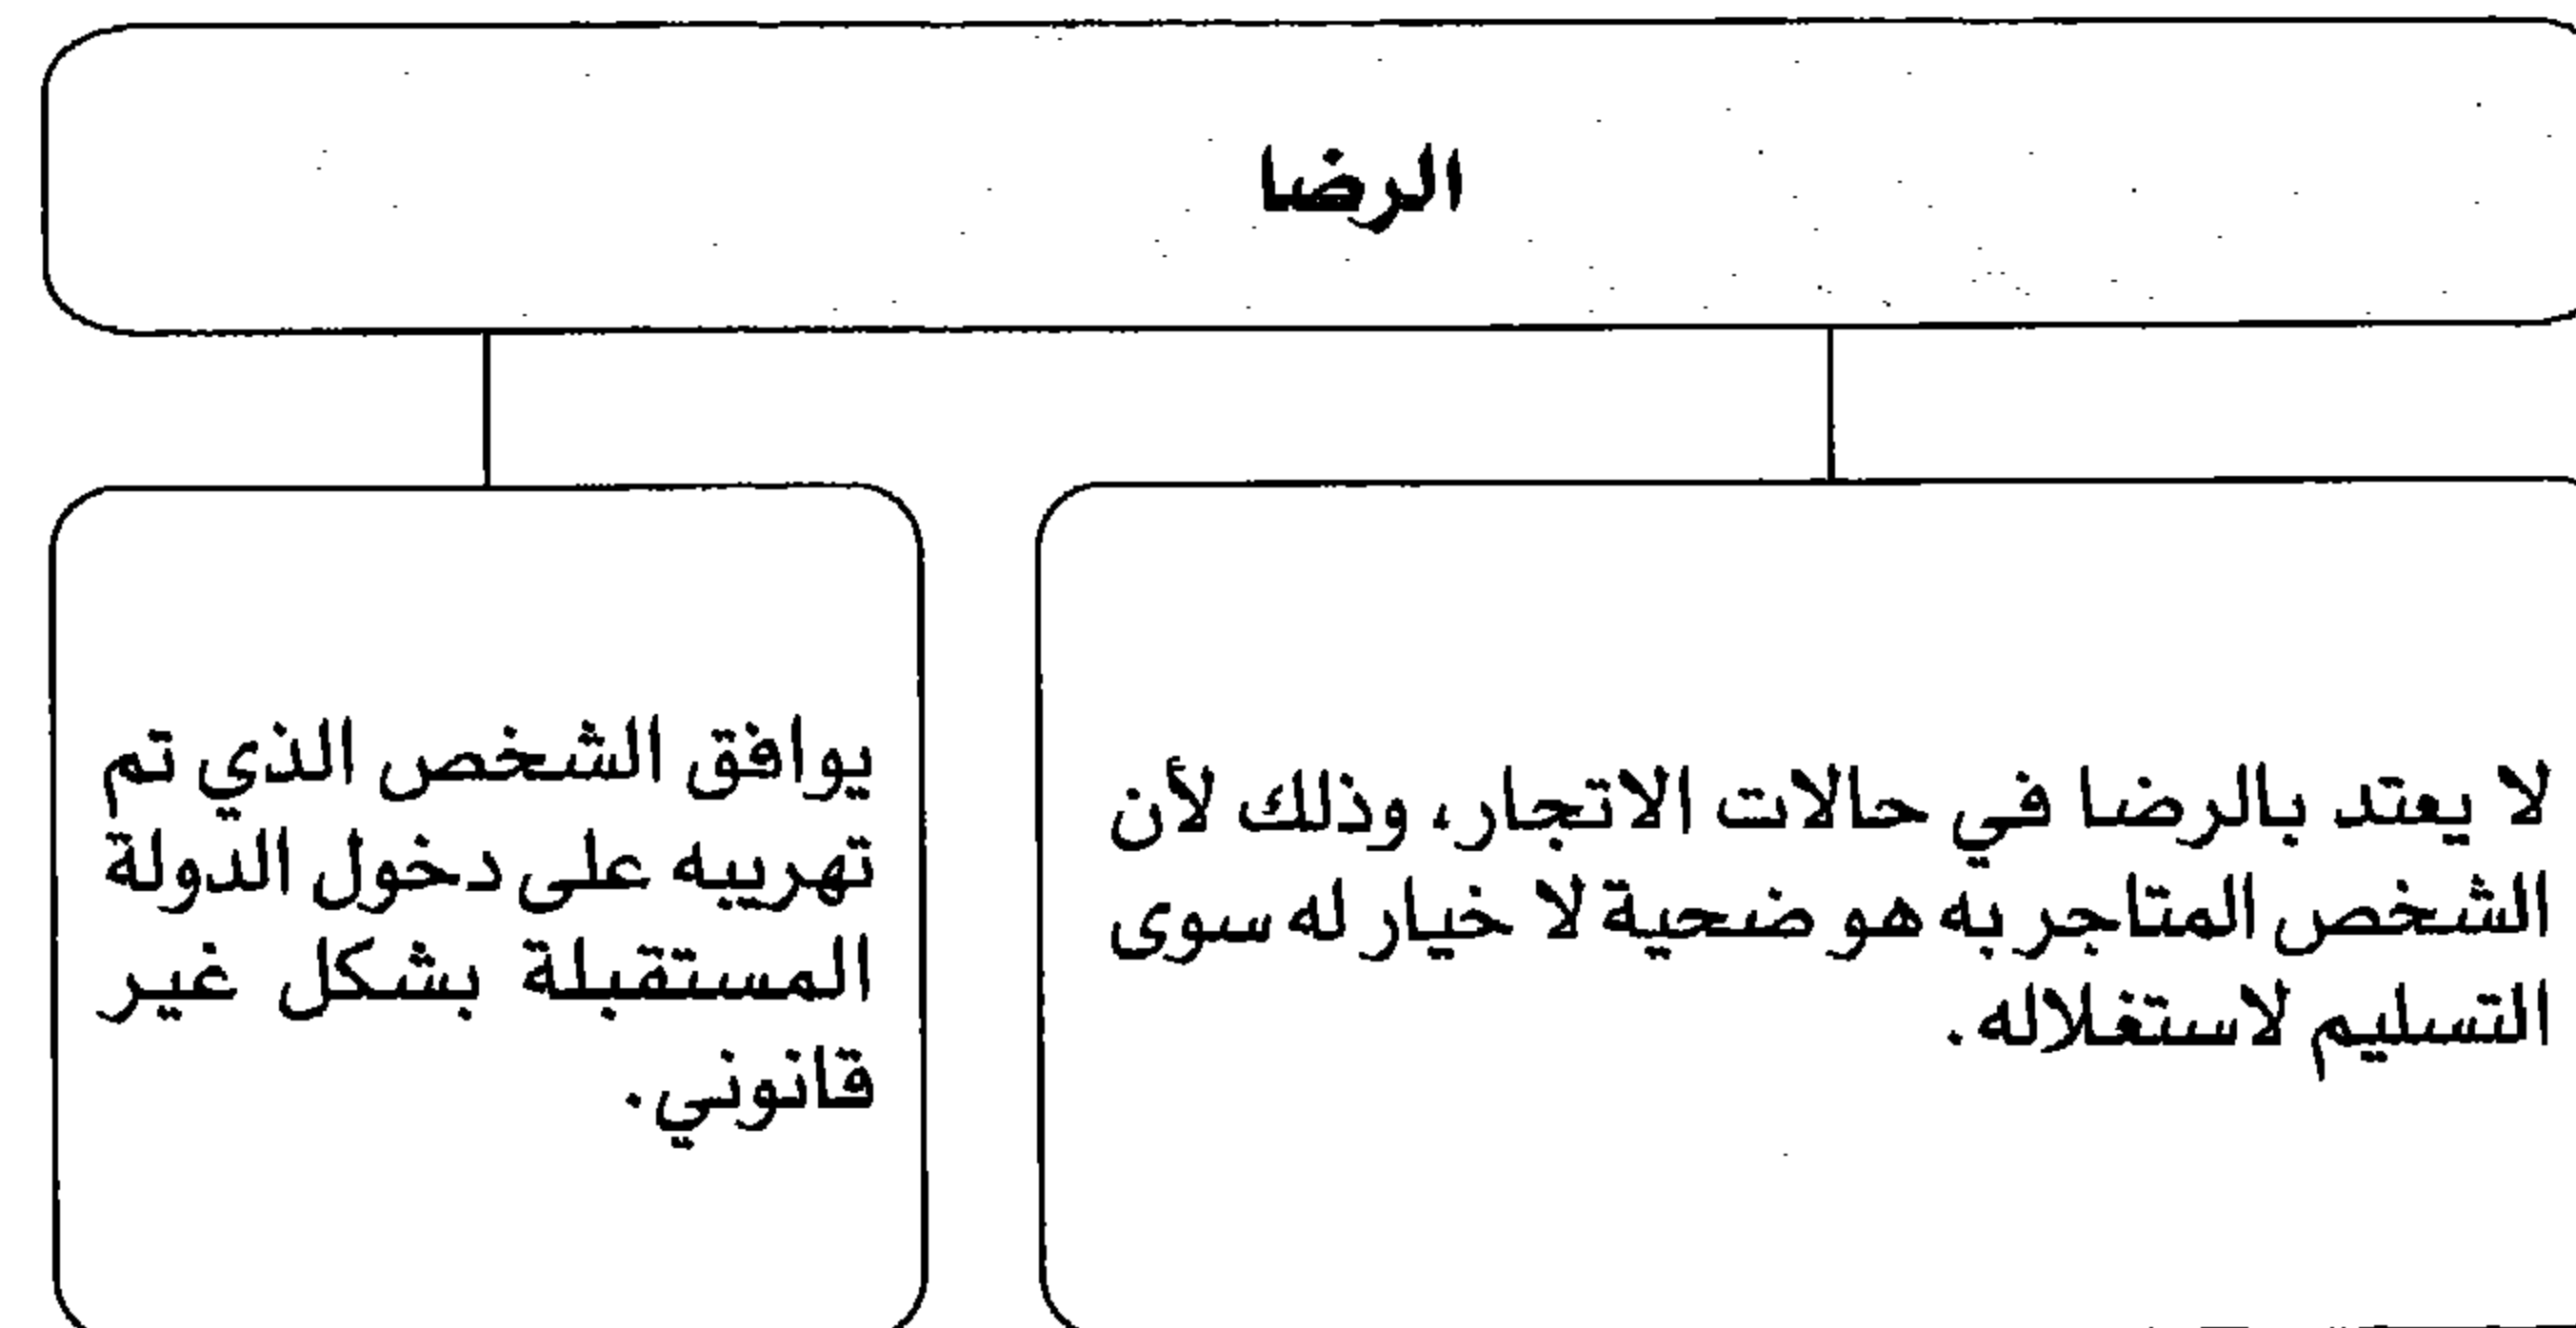 الرضا
لا يعتد بالرضا في حالات الاتجار، وذلك لأن
الشخص المتاجر به هو ضحية لا خيار له سوى
التسليم لاستغلاله.
يوافق الشخص الذي تم
تهريبه على دخول الدولة
المستقبلة بشكل غير
قانوني.